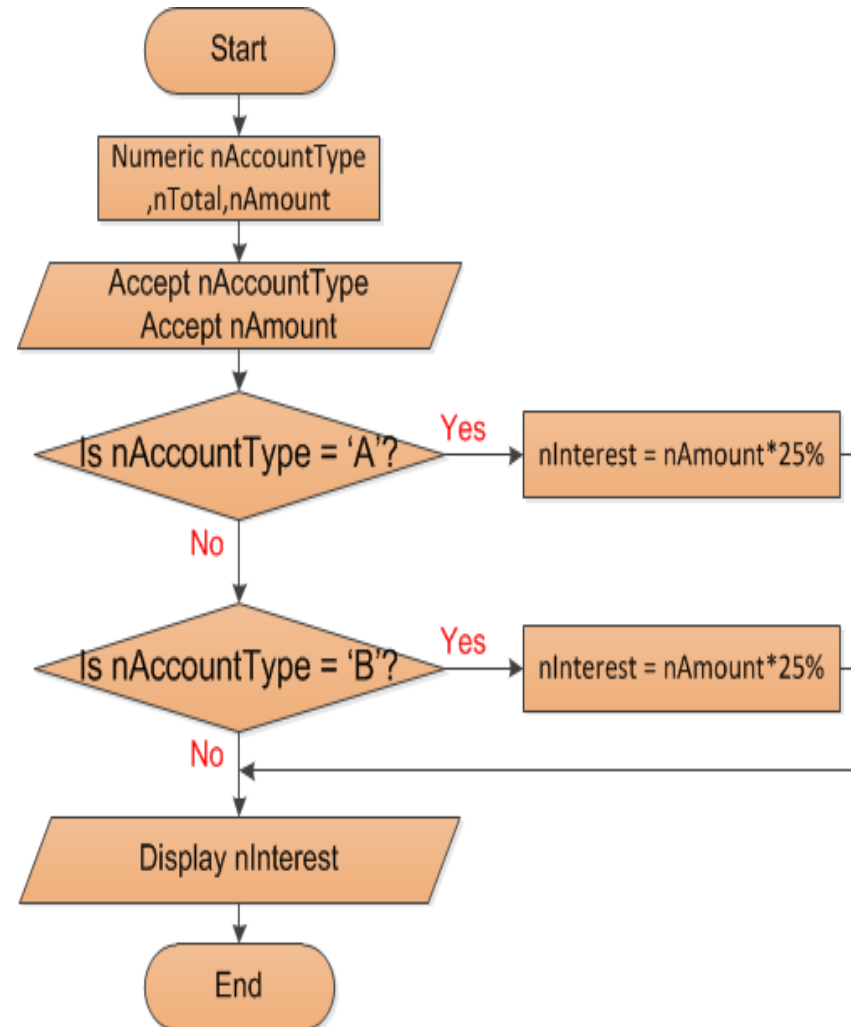 Start
Numeric nAccountType
,nTotal,nAmount
Accept nAccountType
Accept nAmount
Is nAccountType = ‘A’?
Yes
nInterest = nAmount*25%
No
Is nAccountType = ‘B’?
Yes
nInterest = nAmount*25%
No
Display nInterest
End